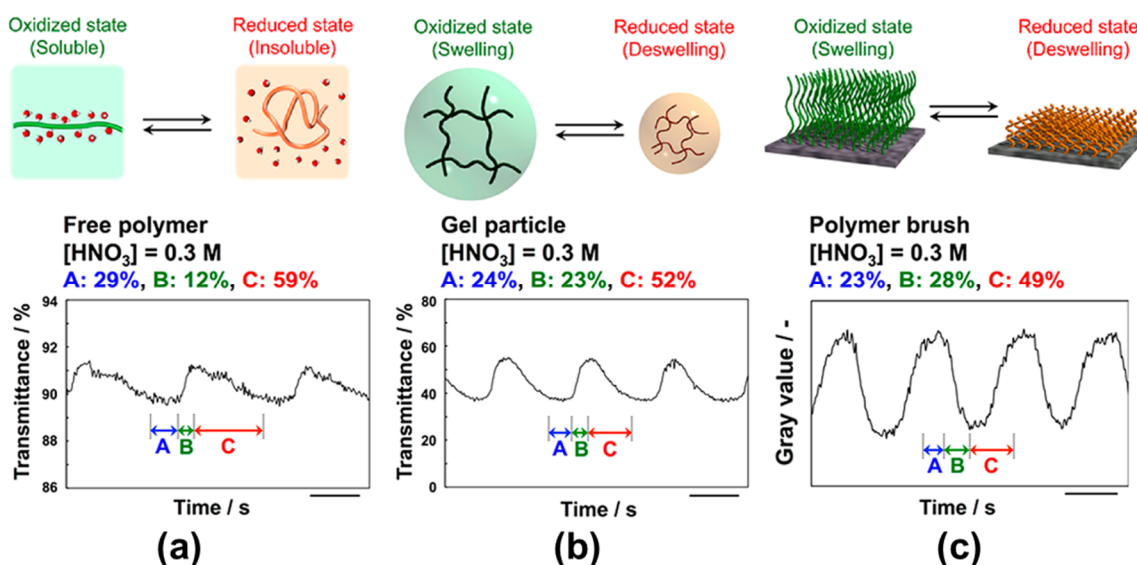 Oxidized state
(Soluble)
Reduced state
(Insoluble)
Free polymer
[HNO₃] = 0.3 M
A: 29%, B: 12%, C: 59%
Transmittance / %
94
92
90
88
86
A
B
C
Time / s
(a)
Oxidized state
(Swelling)
Reduced state
(Deswelling)
Gel particle
[HNO₃] = 0.3 M
A: 24%, B: 23%, C: 52%
Transmittance / %
80
60
40
20
0
A
B
C
Time / s
(b)
Oxidized state
(Swelling)
Reduced state
(Deswelling)
Polymer brush
[HNO₃] = 0.3 M
A: 23%, B: 28%, C: 49%
Gray value / -
A
B
C
Time / s
(c)